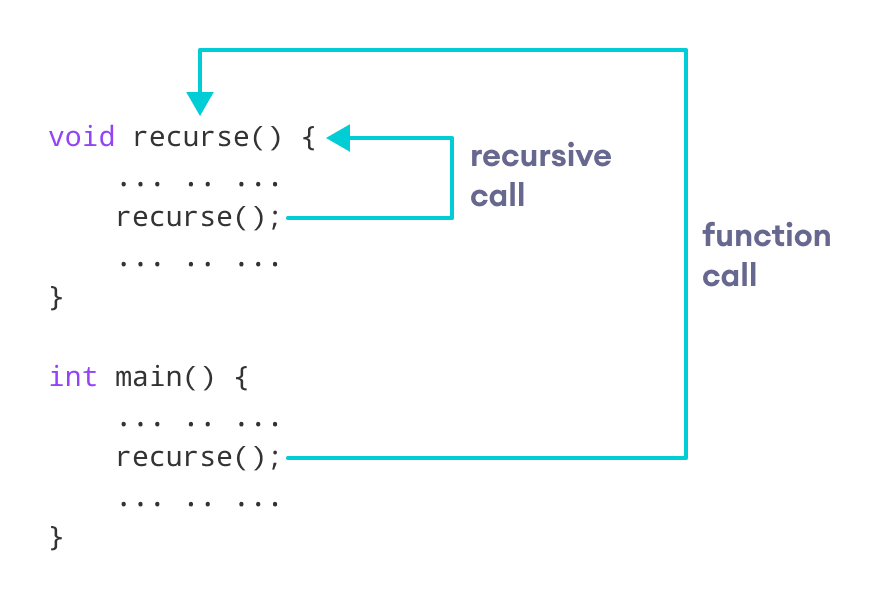 void recurse() {
... .. ...
recurse();
... .. ...
}
recursive
call
function
call
int main() {
... .. ...
recurse();
... .. ...
}